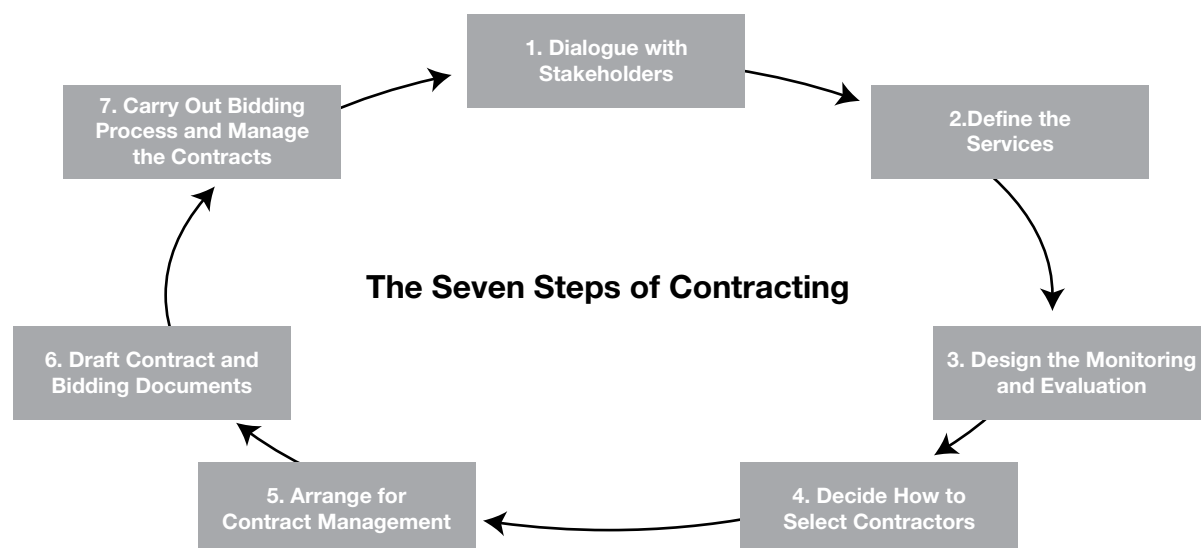 1. Dialogue with
Stakeholders
2.Define the
Services
3. Design the Monitoring
and Evaluation
4. Decide How to
Select Contractors
5. Arrange for
Contract Management
6. Draft Contract and
Bidding Documents
7. Carry Out Bidding
Process and Manage
the Contracts
The Seven Steps of Contracting